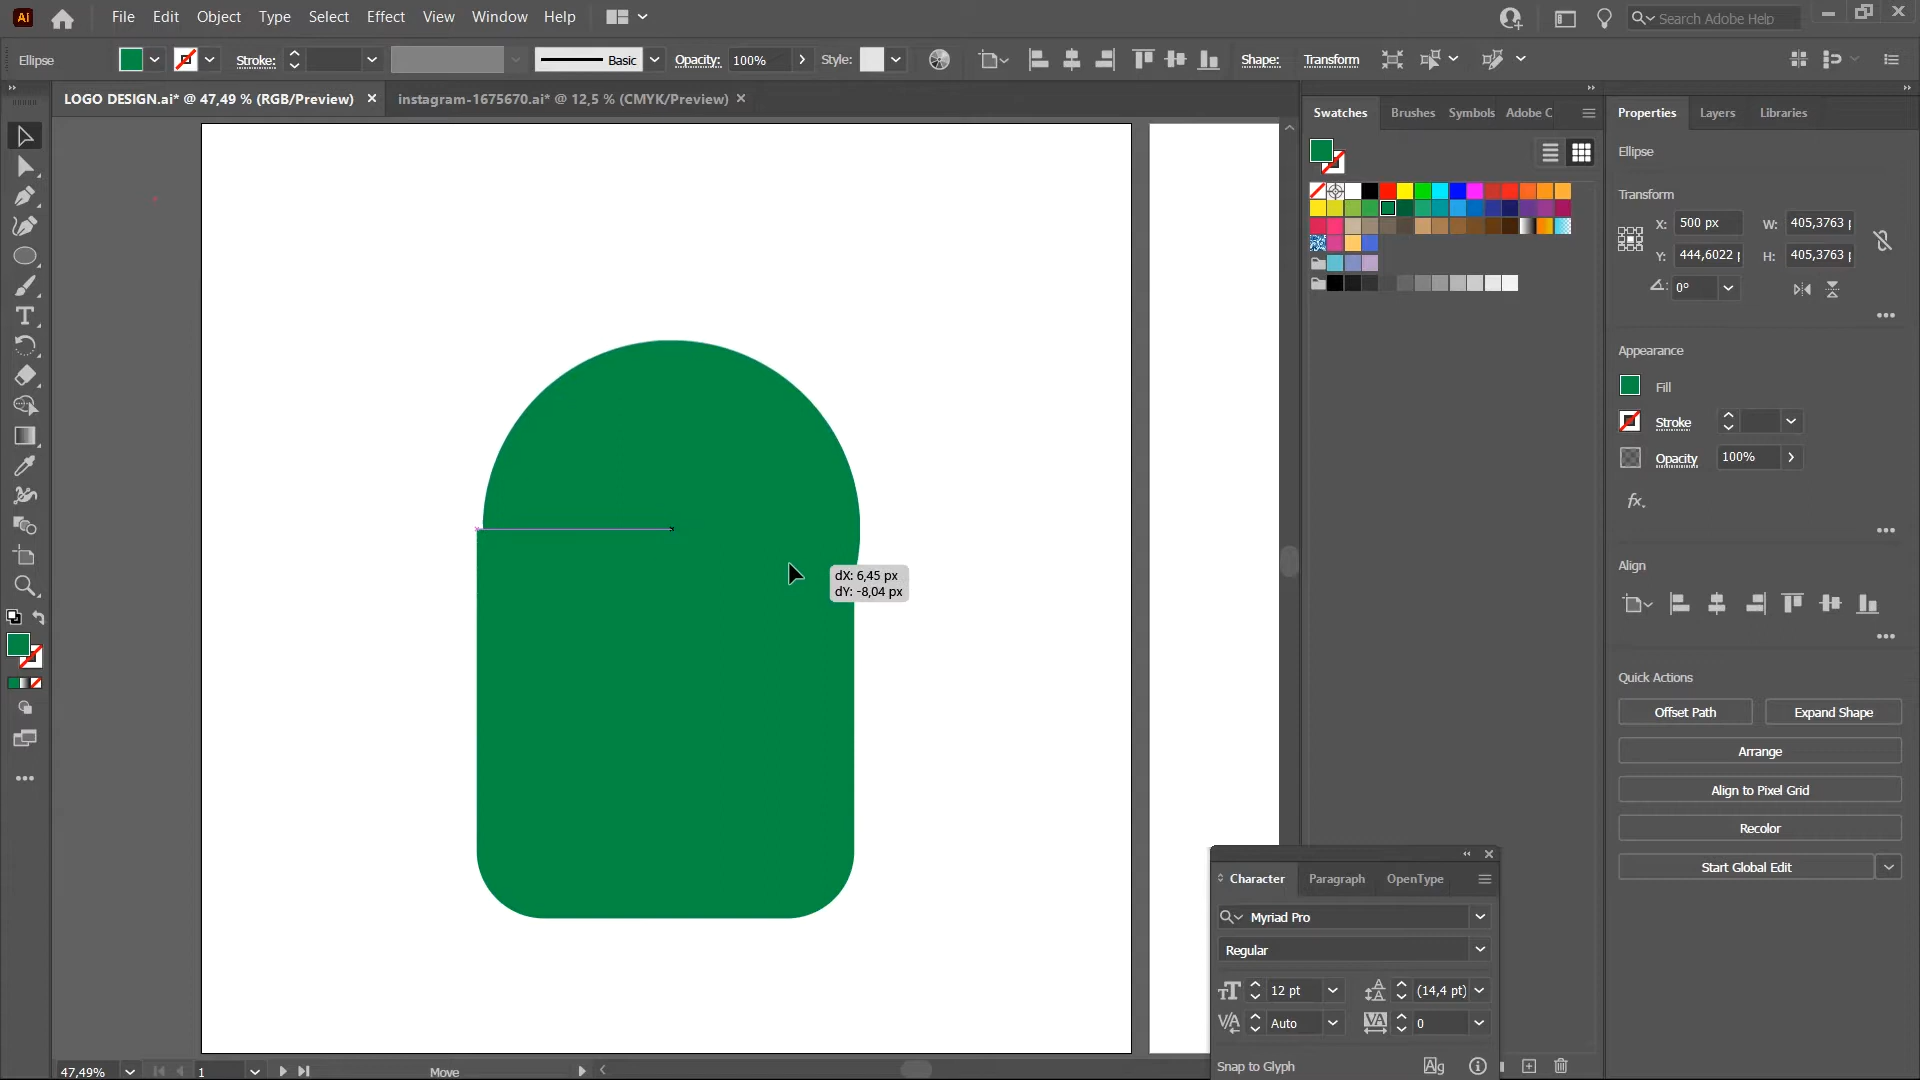 Ai File Edit Object Type Select Effect View Window Help Search Adobe Help
Ellipse Stroke: Basic Opacity: 100% Style: Shape: Transform
LOGO DESIGN.ai* @ 47,49 % (RGB/Preview) instagram-1675670.ai* @ 12,5 % (CMYK/Preview)
Swatches Brushes Symbols Adobe C
Properties Layers Libraries
Ellipse
Transform
X: 500 px W: 405,3763
Y: 444,6022 H: 405,3763
0°
Appearance
Fill
Stroke
Opacity 100%
fx.
Align
Quick Actions
Offset Path Expand Shape
Arrange
Align to Pixel Grid
Recolor
Start Global Edit
dX: 6,45 px
dY: -8,04 px
Character Paragraph OpenType
Myriad Pro
Regular
12 pt (14,4 pt)
Auto 0
Snap to Glyph
47,49% 1 Move